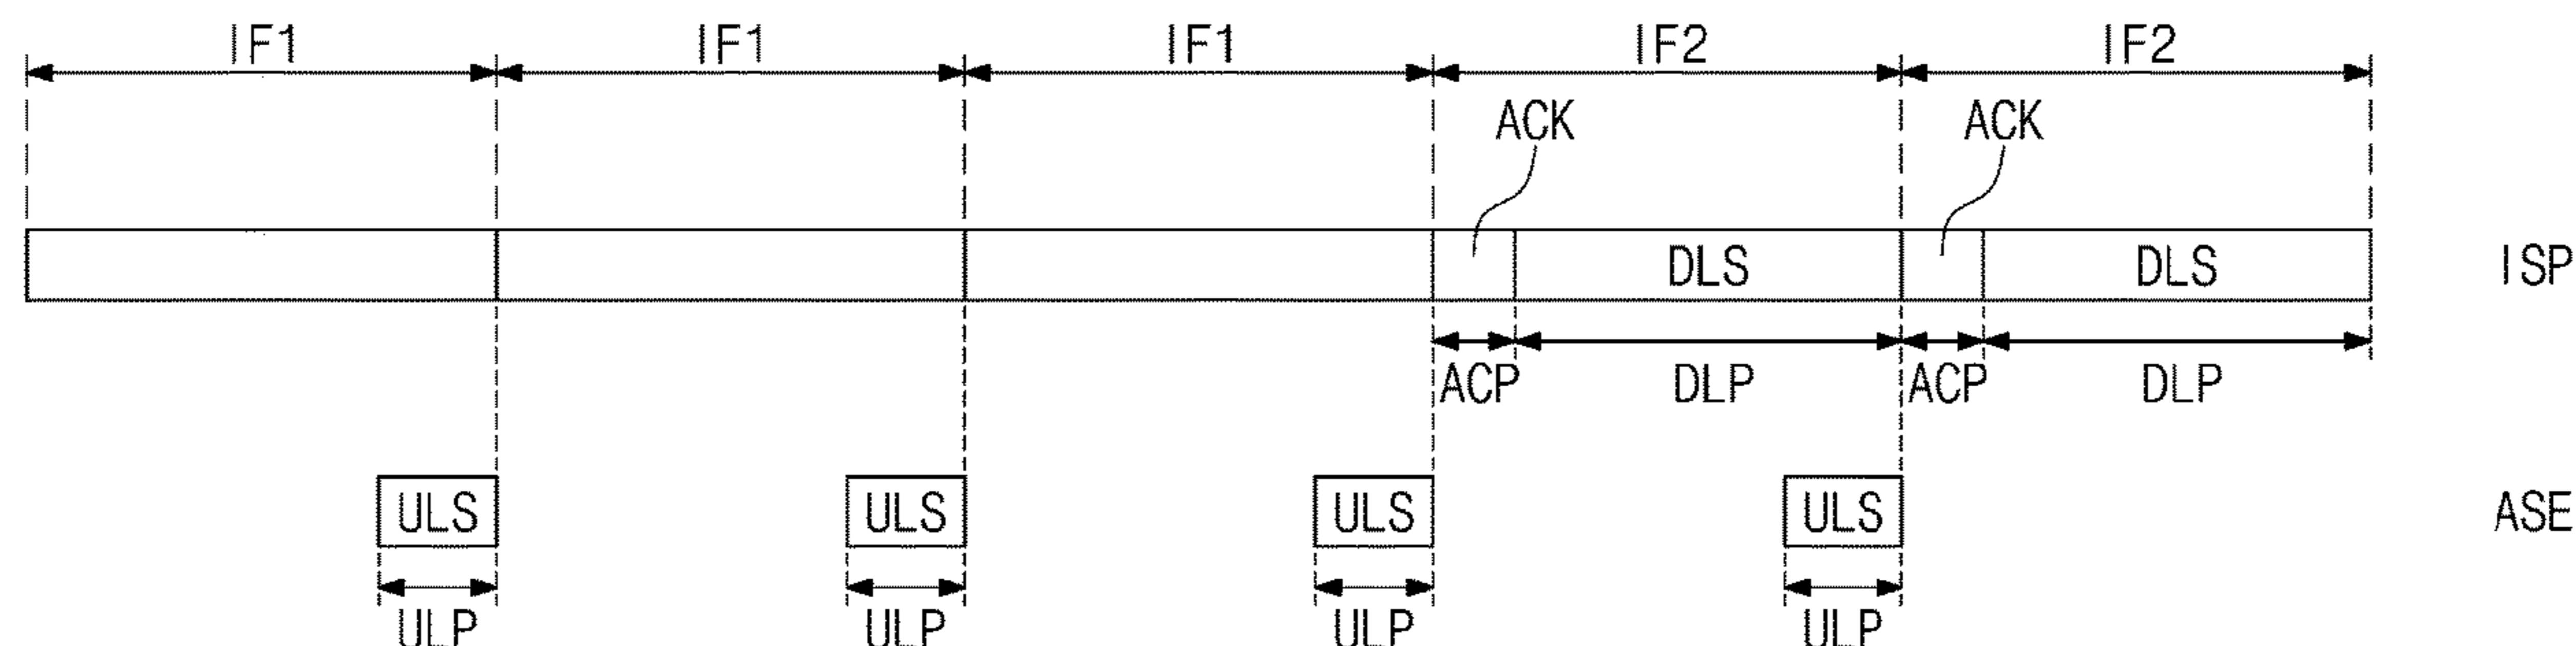 IF1 IF1 IF1 IF2 IF2
ACK ACK
DLS DLS ISP
ACP DLP ACP DLP
ULS ULS ULS ULS ASE
ULP ULP ULP ULP